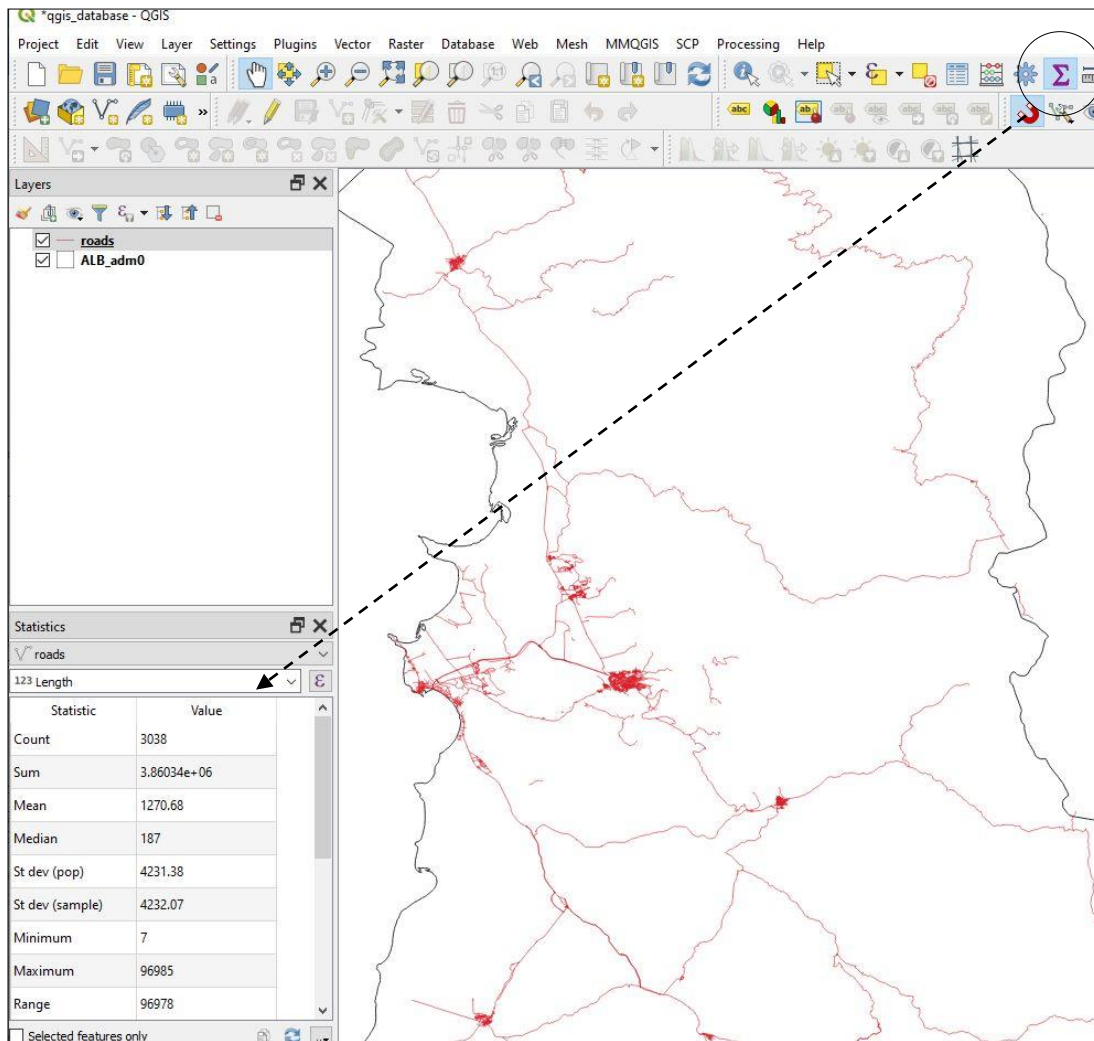 *qgis_database - QGIS
Project Edit View Layer Settings Plugins Vector Raster Database Web Mesh MMQGIS SCP Processing Help
Layers
roads
ALB_adm0
Statistics
roads
123 Length
Statistic Value
Count 3038
Sum 3.86034e+06
Mean 1270.68
Median 187
St dev (pop) 4231.38
St dev (sample) 4232.07
Minimum 7
Maximum 96985
Range 96978
Selected features only